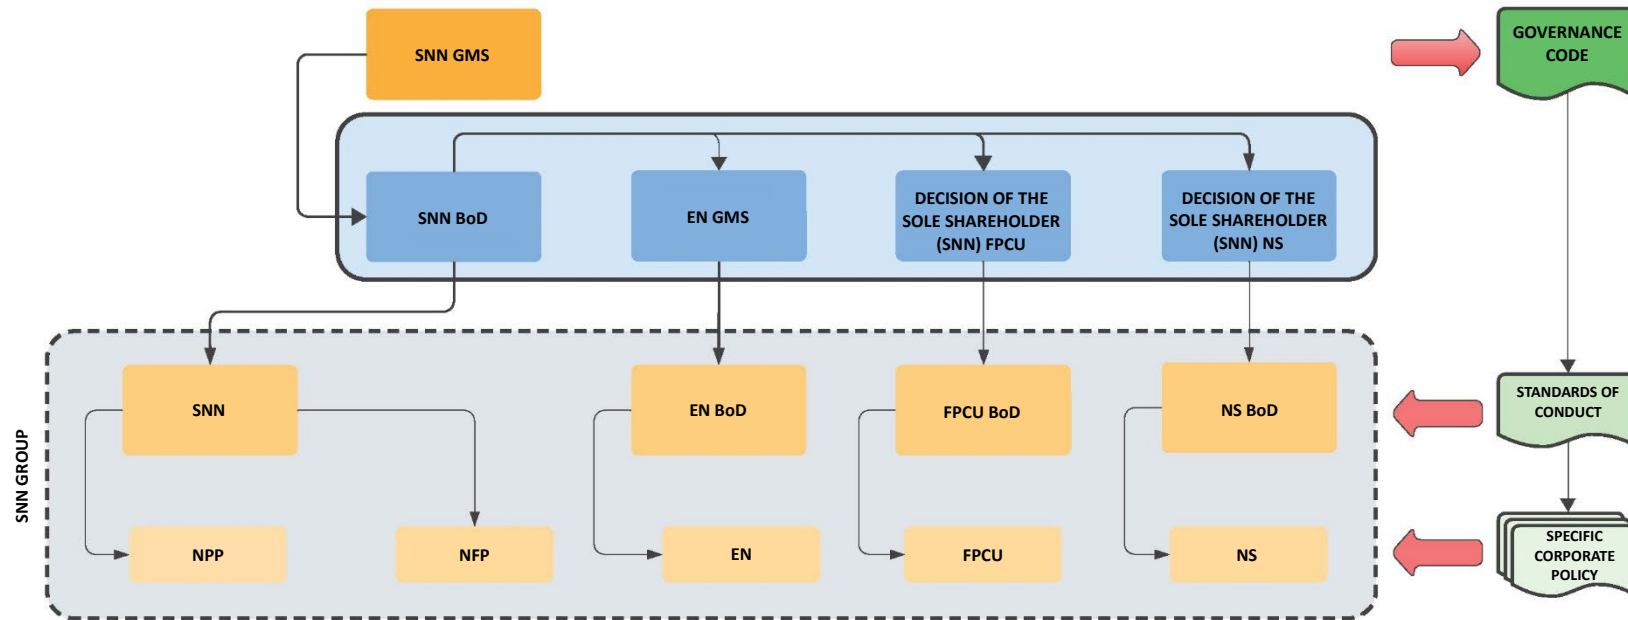 SNN GMS
GOVERNANCE
CODE
SNN BoD
EN GMS
DECISION OF THE
SOLE SHAREHOLDER
(SNN) FPCU
DECISION OF THE
SOLE SHAREHOLDER
(SNN) NS
SNN GROUP
SNN
EN BoD
FPCU BoD
NS BoD
STANDARDS OF
CONDUCT
NPP
NFP
EN
FPCU
NS
SPECIFIC
CORPORATE
POLICY